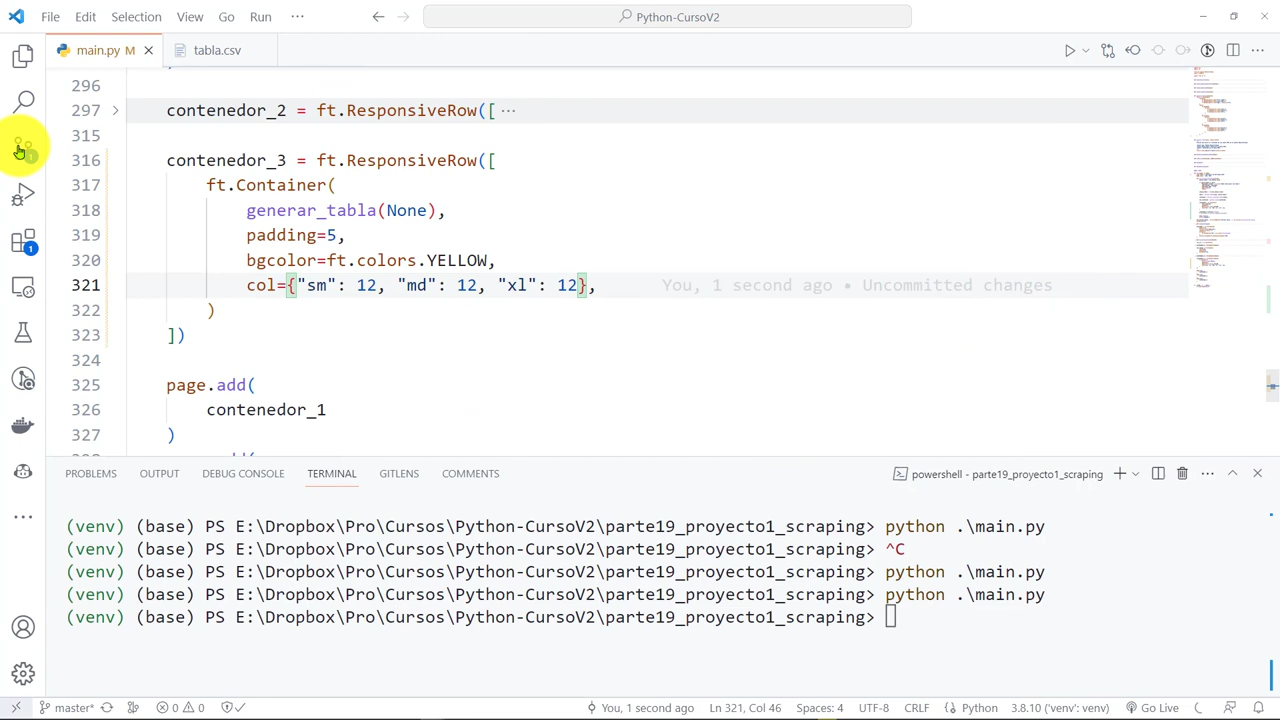 File Edit Selection View Go Run ··· Python-CursoV2
main.py M tabla.csv
296
297 contenedor_2 = ft.ResponsiveRow([
315
316 contenedor_3 = ft.ResponsiveRow([
317 ft.Container(
318 generar_tabla(None),
319 padding=5,
320 bgcolor=ft.colors.YELLOW,
321 col={"sm": 12, "md": 12, "xl": 12}, You, 1 second ago • Uncommitted changes
322 )
323 ])
324
325 page.add(
326 contenedor_1
327 )
PROBLEMS OUTPUT DEBUG CONSOLE TERMINAL GITLENS COMMENTS powershell - parte19_proyecto1_scraping
(venv) (base) PS E:\Dropbox\Pro\Cursos\Python-CursoV2\parte19_proyecto1_scraping> python .\main.py
(venv) (base) PS E:\Dropbox\Pro\Cursos\Python-CursoV2\parte19_proyecto1_scraping> ^C
(venv) (base) PS E:\Dropbox\Pro\Cursos\Python-CursoV2\parte19_proyecto1_scraping> python .\main.py
(venv) (base) PS E:\Dropbox\Pro\Cursos\Python-CursoV2\parte19_proyecto1_scraping> python .\main.py
(venv) (base) PS E:\Dropbox\Pro\Cursos\Python-CursoV2\parte19_proyecto1_scraping>
master* 0 0 You, 1 second ago Ln 321, Col 46 Spaces: 4 UTF-8 CRLF Python 3.8.10 ('venv': venv) Go Live